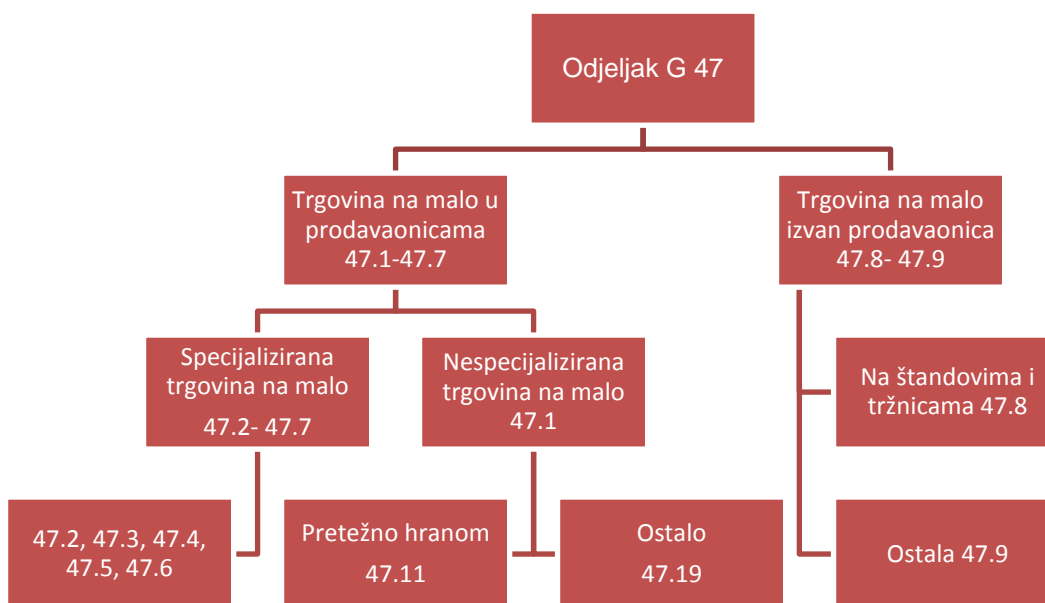 Odjeljak G 47
Trgovina na malo u
prodavaonicama
47.1-47.7
Trgovina na malo
izvan prodavaonica
47.8- 47.9
Specijalizirana
trgovina na malo
47.2- 47.7
Nespecijalizirana
trgovina na malo
47.1
Na štandovima i
tržnicama 47.8
47.2, 47.3, 47.4,
47.5, 47.6
Pretežno hranom
47.11
Ostalo
47.19
Ostala 47.9